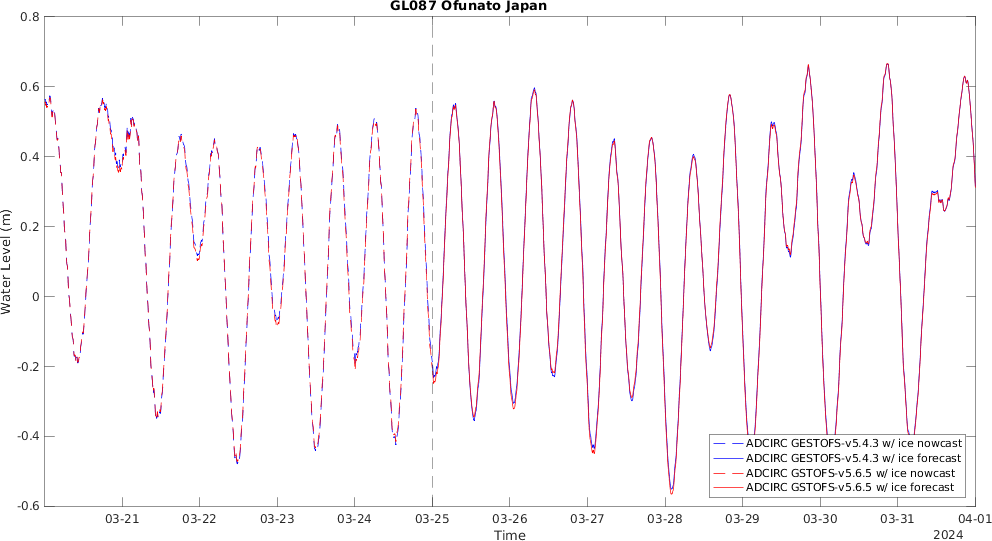 GL087 Ofunato Japan
Water Level (m)
0.8
0.6
0.4
0.2
0
-0.2
-0.4
-0.6
ADCIRC GESTOFS-v5.4.3 w/ ice nowcast
ADCIRC GESTOFS-v5.4.3 w/ ice forecast
ADCIRC GSTOFS-v5.6.5 w/ ice nowcast
ADCIRC GSTOFS-v5.6.5 w/ ice forecast
03-21 03-22 03-23 03-24 03-25 03-26 03-27 03-28 03-29 03-30 03-31 04-01
Time
2024